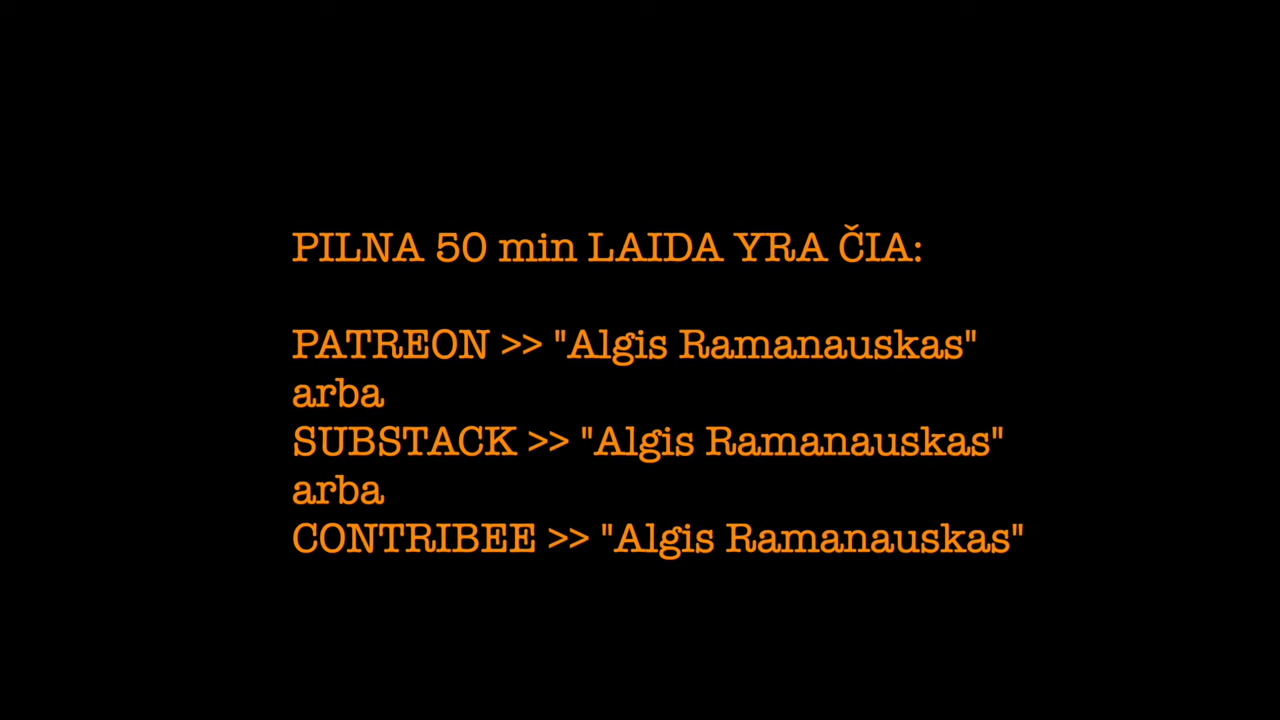 PILNA 50 min LAIDA YRA ČIA:
PATREON >> "Algis Ramanauskas"
arba
SUBSTACK >> "Algis Ramanauskas"
arba
CONTRIBEE >> "Algis Ramanauskas"